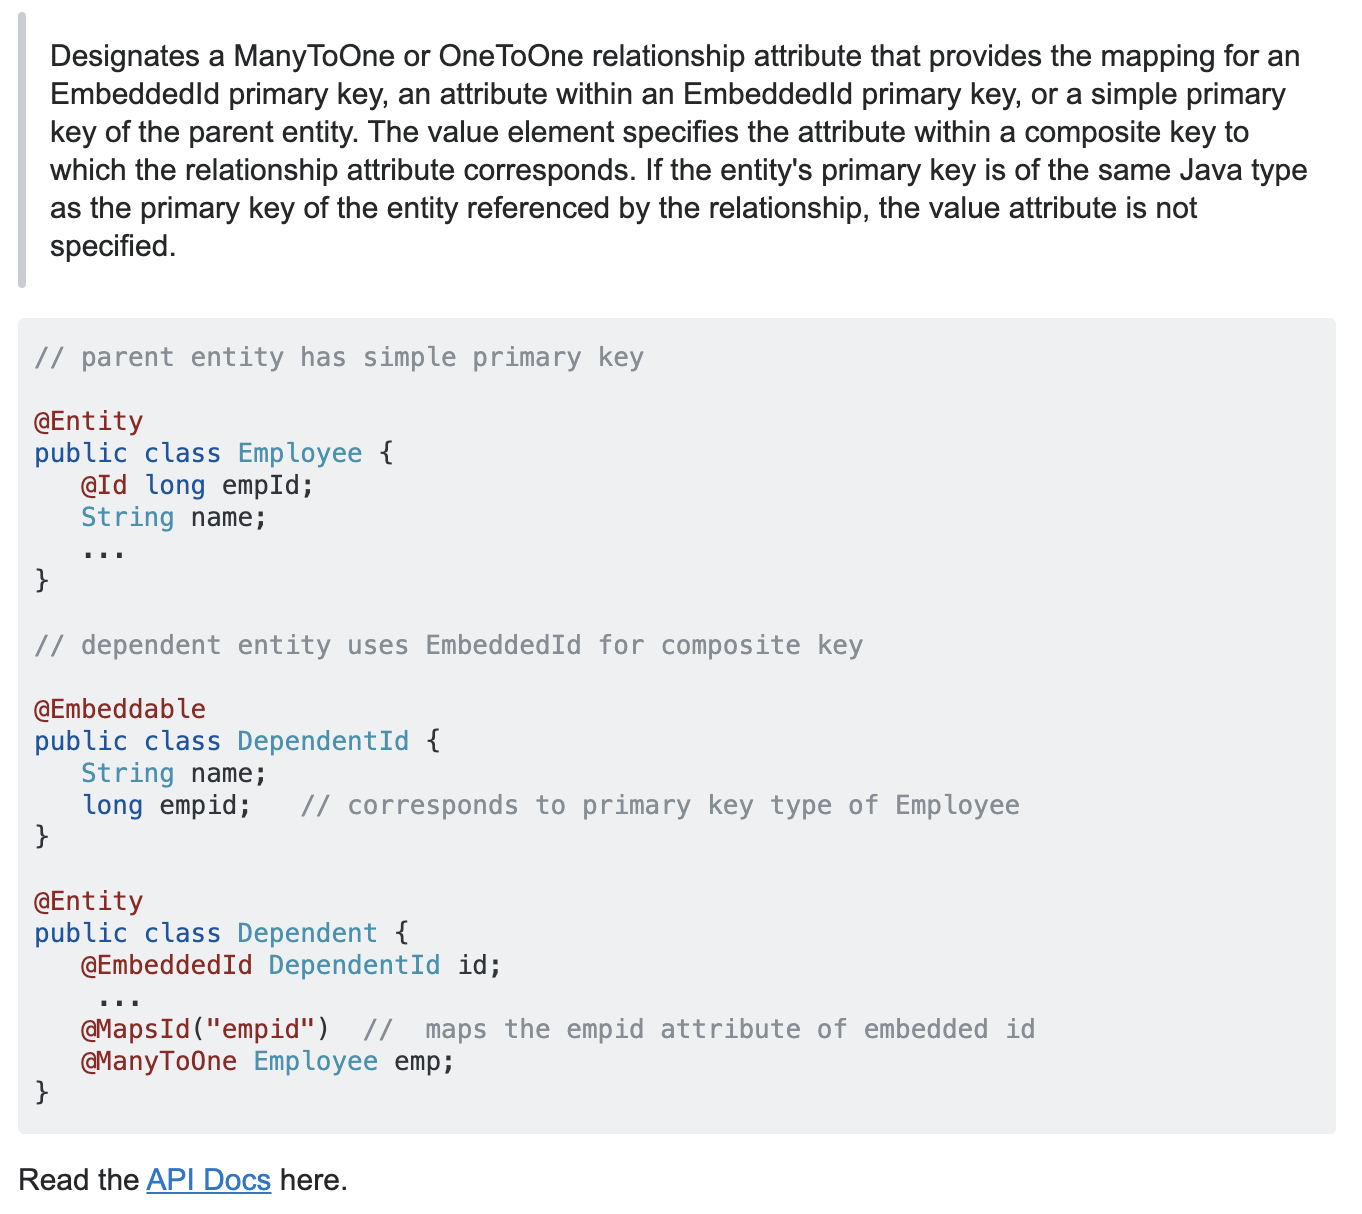 Designates a ManyToOne or OneToOne relationship attribute that provides the mapping for an
EmbeddedId primary key, an attribute within an EmbeddedId primary key, or a simple primary
key of the parent entity. The value element specifies the attribute within a composite key to
which the relationship attribute corresponds. If the entity's primary key is of the same Java type
as the primary key of the entity referenced by the relationship, the value attribute is not
specified.
// parent entity has simple primary key
@Entity
public class Employee {
   @Id long empId;
   String name;
   ...
}
// dependent entity uses EmbeddedId for composite key
@Embeddable
public class DependentId {
   String name;
   long empid;   // corresponds to primary key type of Employee
}
@Entity
public class Dependent {
   @EmbeddedId DependentId id;
    ...
   @MapsId("empid")  //  maps the empid attribute of embedded id
   @ManyToOne Employee emp;
}
Read the API Docs here.